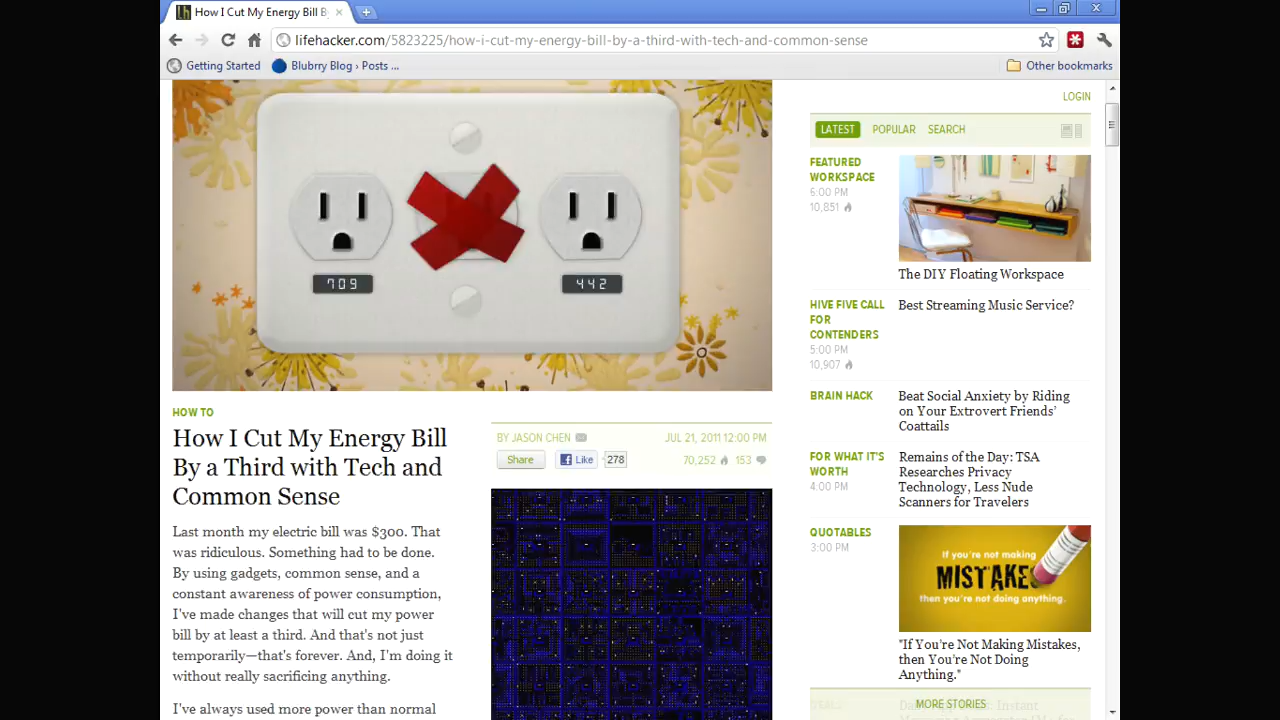 How I Cut My Energy Bill B
lifehacker.com/5823225/how-i-cut-my-energy-bill-by-a-third-with-tech-and-common-sense
Getting Started
Blubrry Blog › Posts ...
Other bookmarks
709
442
HOW TO
How I Cut My Energy Bill
By a Third with Tech and
Common Sense
Last month my electric bill was $300. That
was ridiculous. Something had to be done.
By using gadgets, common sense, and a
constant awareness of power consumption,
I've made changes that will cut my power
bill by at least a third. And that's not just
temporarily—that's forever. And, I'm doing it
without really sacrificing anything.
I've always used more power than normal
BY JASON CHEN
JUL 21, 2011 12:00 PM
Share
Like
278
70,252
153
LOGIN
LATEST
POPULAR
SEARCH
FEATURED
WORKSPACE
6:00 PM
10,851
The DIY Floating Workspace
HIVE FIVE CALL
FOR
CONTENDERS
5:00 PM
10,907
Best Streaming Music Service?
BRAIN HACK
Beat Social Anxiety by Riding
on Your Extrovert Friends'
Coattails
FOR WHAT IT'S
WORTH
4:00 PM
Remains of the Day: TSA
Researches Privacy
Technology, Less Nude
Scanners for Travelers
QUOTABLES
3:00 PM
If you're not making
MISTAKE
then you're not doing anything.
"If You're Not Making Mistakes,
then You're Not Doing
Anything."
MORE STORIES